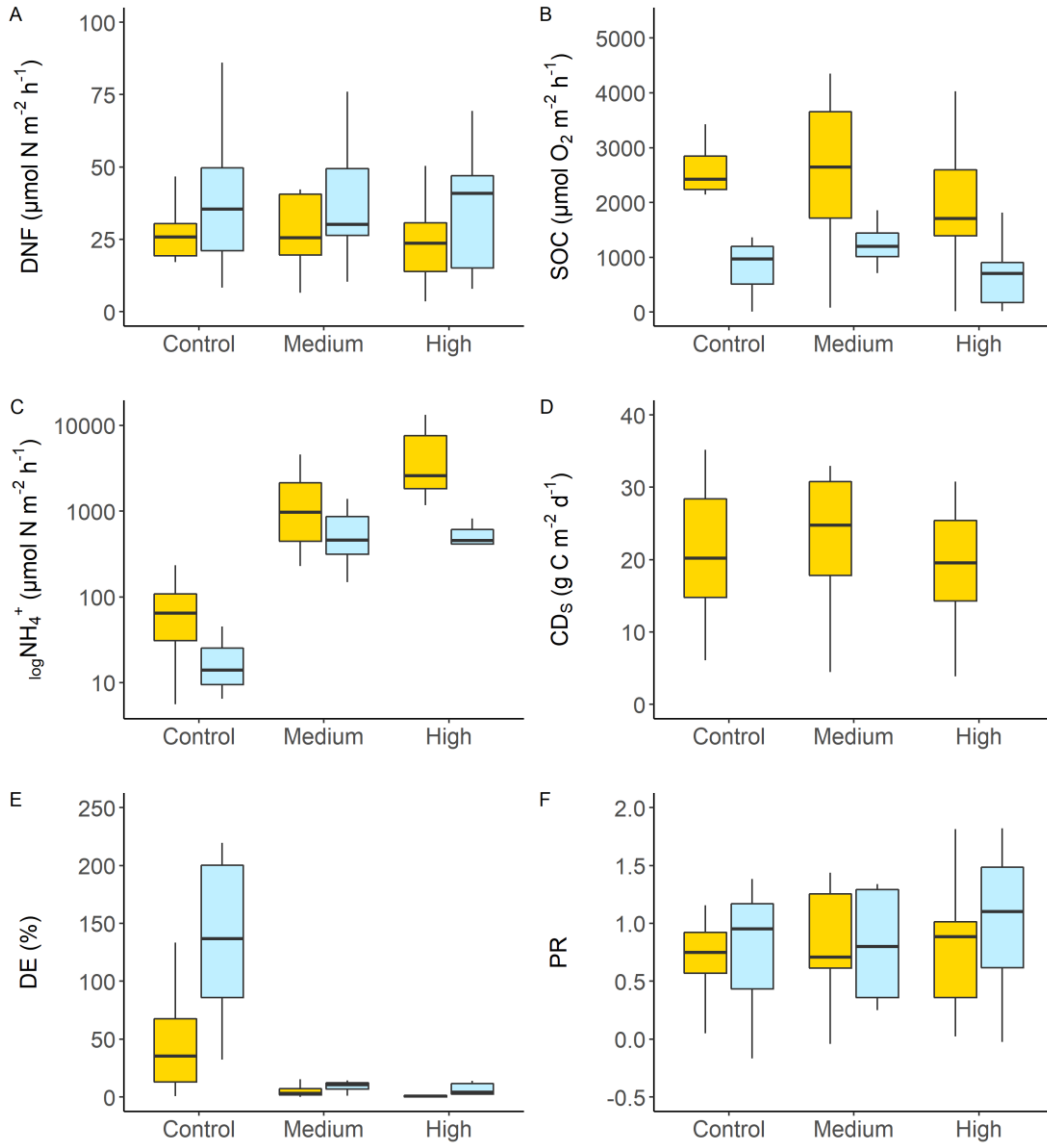 A
DNF (µmol N m⁻² h⁻¹)
100
75
50
25
0
Control Medium High
B
SOC (µmol O₂ m⁻² h⁻¹)
5000
4000
3000
2000
1000
0
Control Medium High
C
logNH₄⁺ (µmol N m⁻² h⁻¹)
10000
1000
100
10
Control Medium High
D
CDₛ (g C m⁻² d⁻¹)
40
30
20
10
0
Control Medium High
E
DE (%)
250
200
150
100
50
0
Control Medium High
F
PR
2.0
1.5
1.0
0.5
0.0
-0.5
Control Medium High